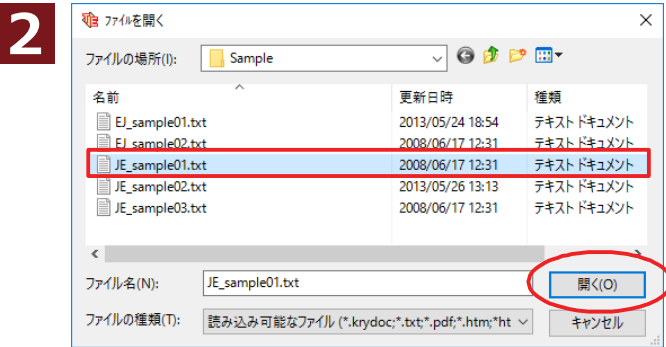 2
ファイルを開く
ファイルの場所(I): Sample
名前 更新日時 種類
EJ_sample01.txt 2013/05/24 18:54 テキスト ドキュメント
EJ_sample02.txt 2008/06/17 12:31 テキスト ドキュメント
JE_sample01.txt 2008/06/17 12:31 テキスト ドキュメント
JE_sample02.txt 2013/05/26 13:13 テキスト ドキュメント
JE_sample03.txt 2008/06/17 12:31 テキスト ドキュメント
ファイル名(N): JE_sample01.txt 開く(O)
ファイルの種類(T): 読み込み可能なファイル (*.krydoc;*.txt;*.pdf;*.htm;*ht キャンセル